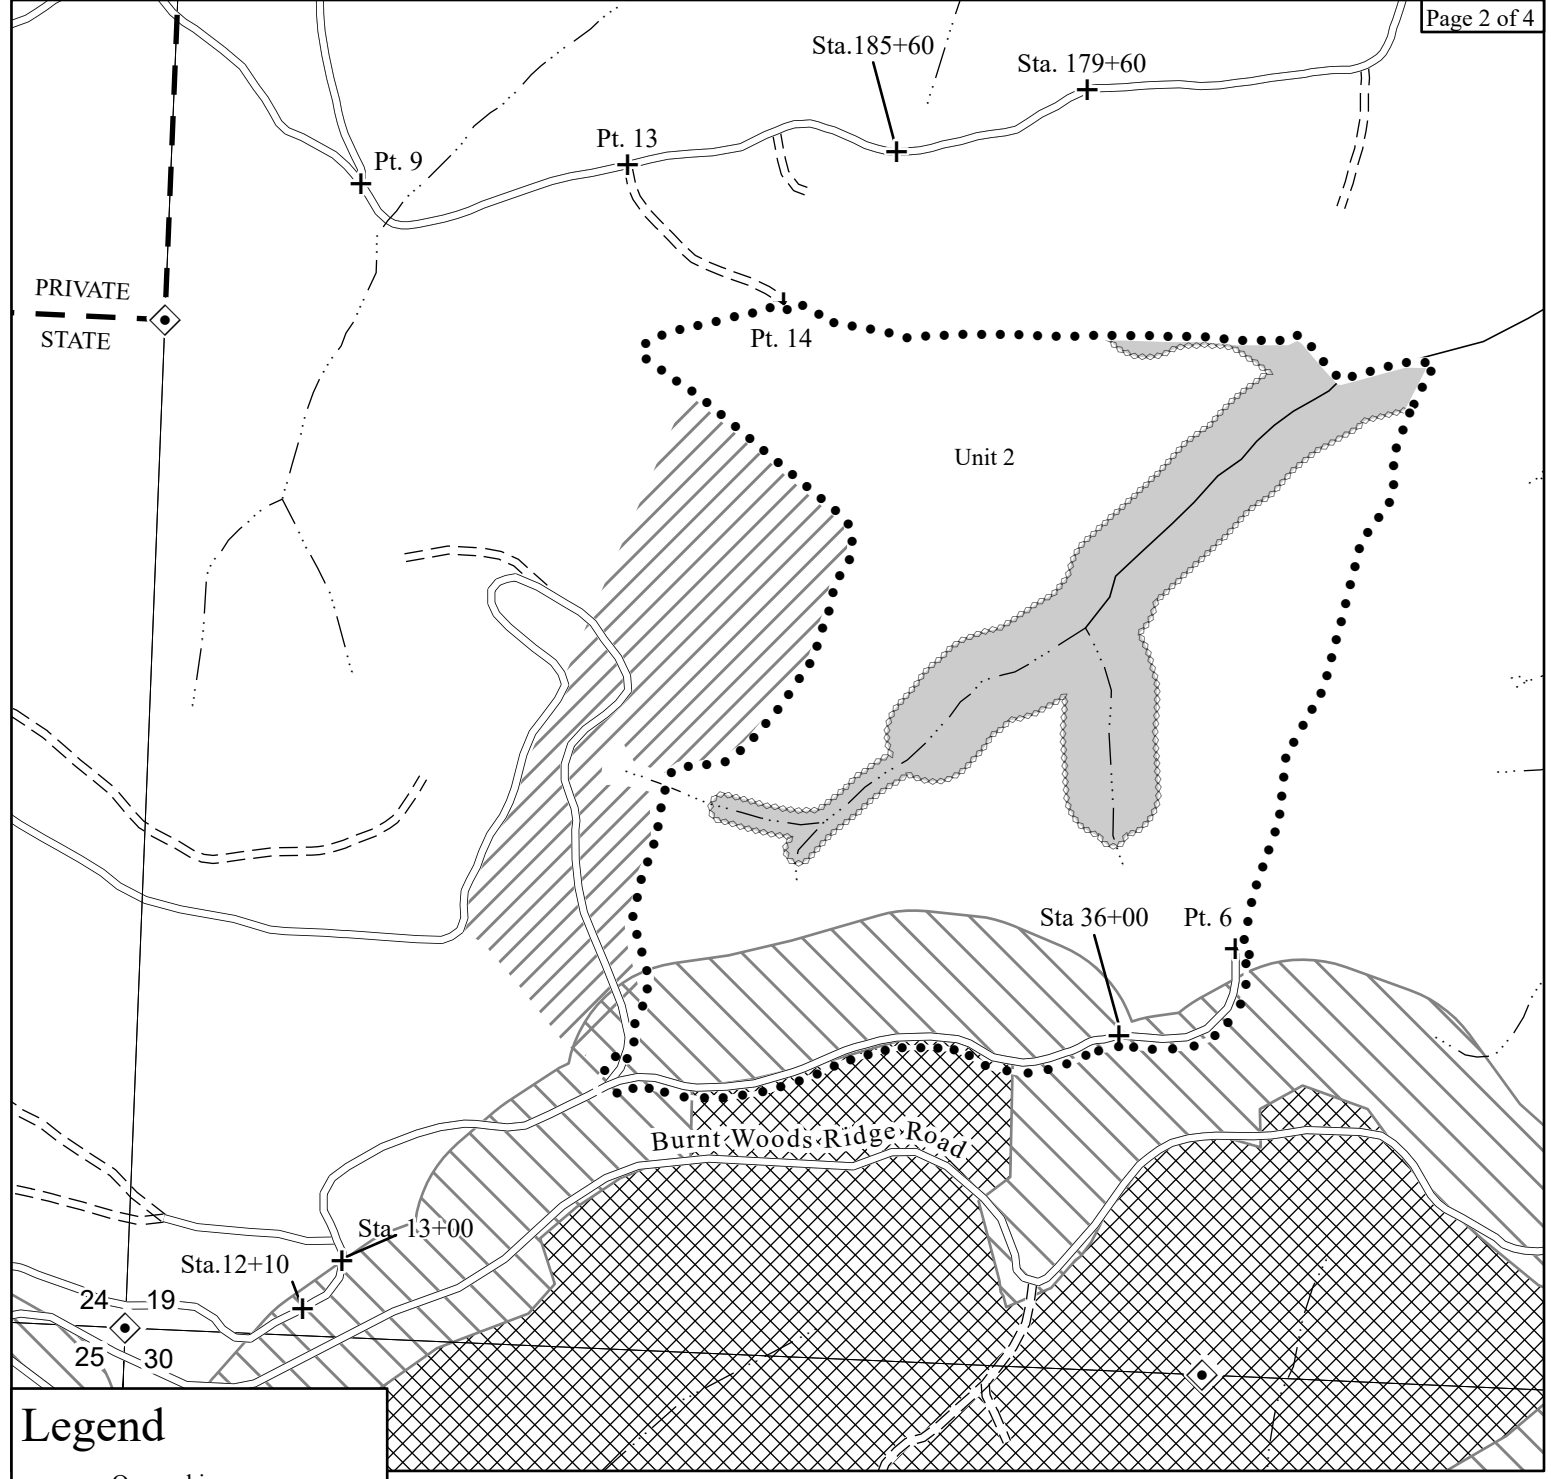 Page 2 of 4
Sta.185+60
Sta. 179+60
Pt. 13
Pt. 9
PRIVATE
STATE
Pt. 14
Unit 2
Sta 36+00
Pt. 6
Burnt Woods Ridge Road
Sta. 13+00
Sta.12+10
24 19
25 30
Legend